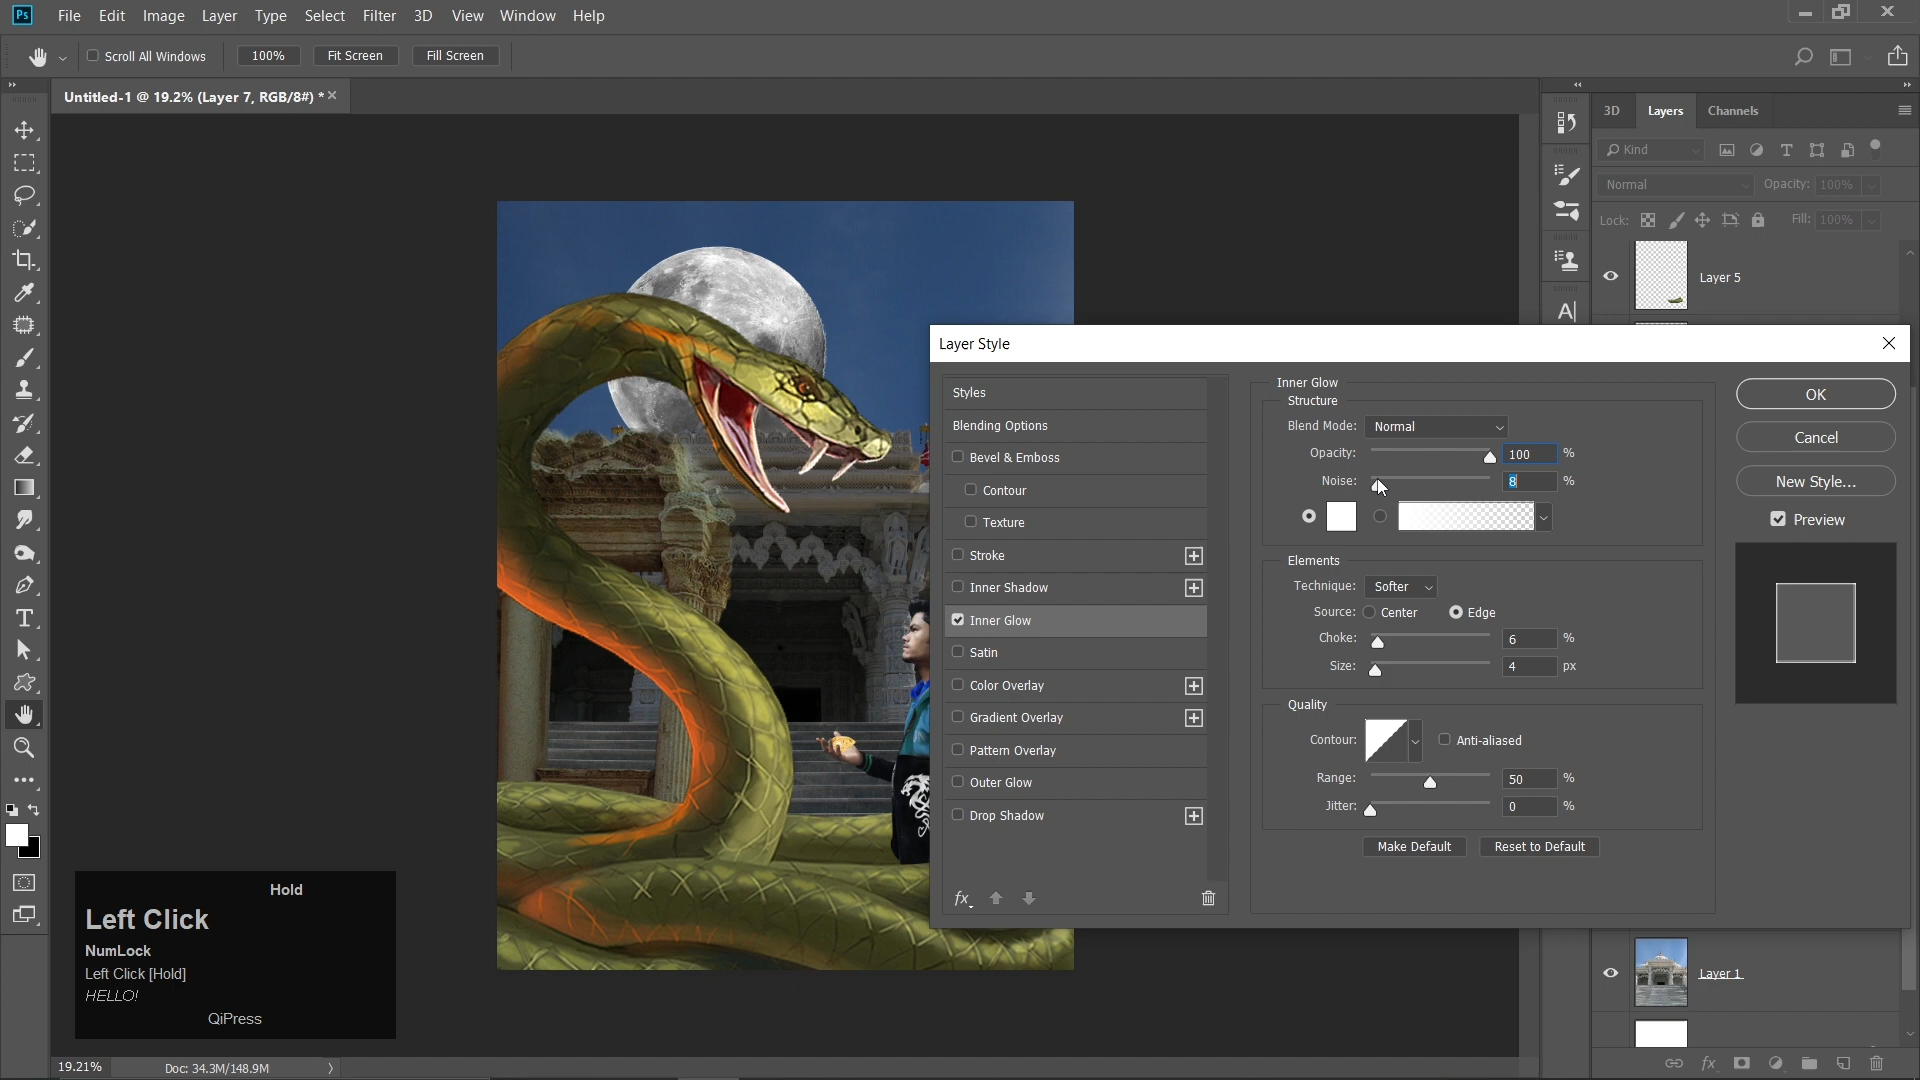 Ps File Edit Image Layer Type Select Filter 3D View Window Help
Scroll All Windows 100% Fit Screen Fill Screen
Untitled-1 @ 19.2% (Layer 7, RGB/8#) *
3D Layers Channels
Kind
Normal Opacity: 100%
Lock: Fill: 100%
Layer 5
Layer Style
Styles
Blending Options
Bevel & Emboss
Contour
Texture
Stroke
Inner Shadow
Inner Glow
Satin
Color Overlay
Gradient Overlay
Pattern Overlay
Outer Glow
Drop Shadow
fx
Inner Glow
Structure
Blend Mode: Normal
Opacity: 100 %
Noise: 8 %
Elements
Technique: Softer
Source: Center Edge
Choke: 6 %
Size: 4 px
Quality
Contour: Anti-aliased
Range: 50 %
Jitter: 0 %
Make Default Reset to Default
OK
Cancel
New Style...
Preview
Layer 1
fx
Hold
Left Click
NumLock
Left Click [Hold]
HELLO!
QiPress
19.21% Doc: 34.3M/148.9M